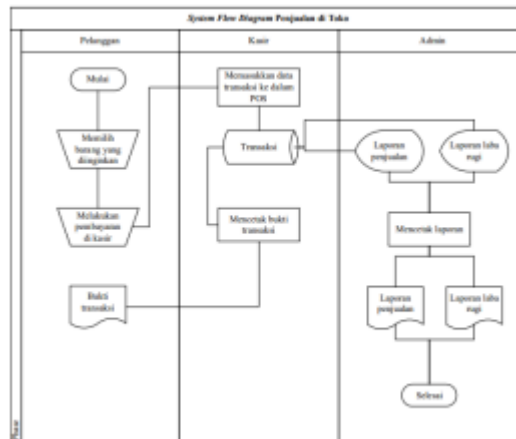 System Flow Diagram Penjualan di Toko
Pelanggan
Kasir
Admin
Mulai
Memilih
barang yang
diinginkan
Melakukan
pembayaran
di kasir
Bukti
transaksi
Memasukkan data
transaksi ke dalam
POS
Transaksi
Mencetak bukti
transaksi
Laporan
penjualan
Laporan laba
rugi
Mencetak laporan
Laporan
penjualan
Laporan laba
rugi
Selesai
Phase